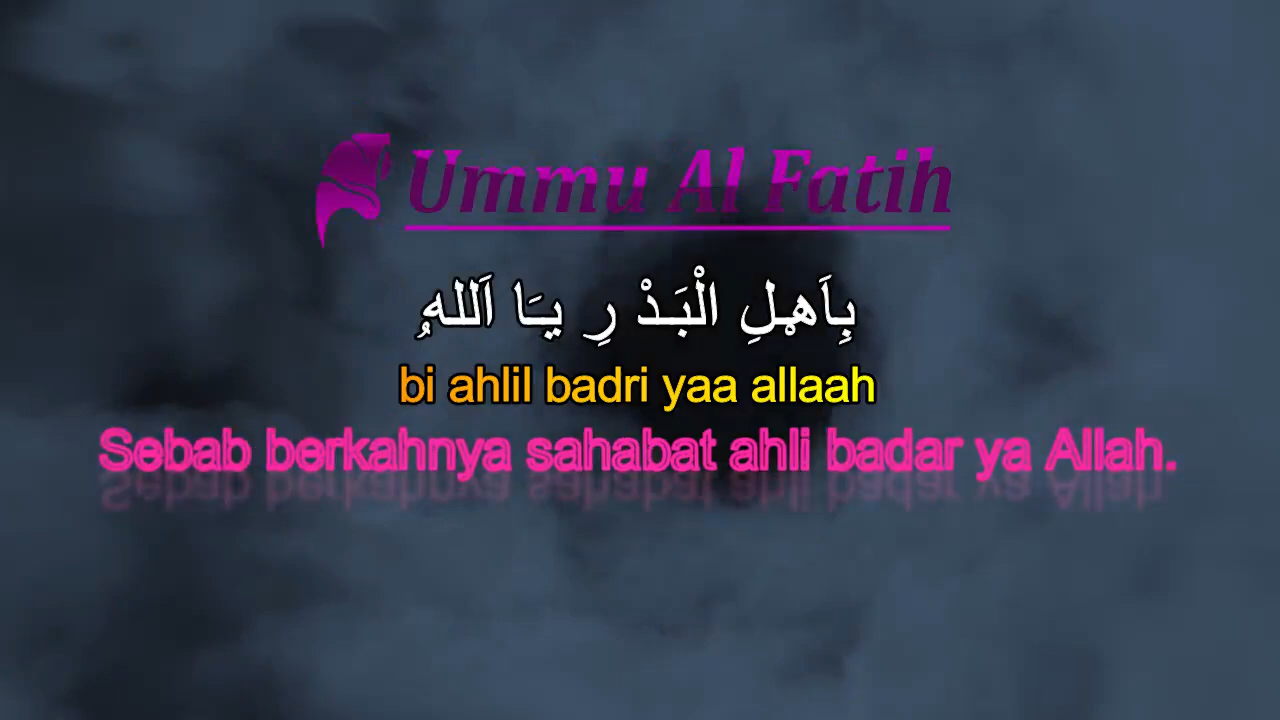 Ummu Al Fatih
بِاَهْلِ الْبَدْ رِ يَا اَللهُ
bi ahlil badri yaa allaah
Sebab berkahnya sahabat ahli badar ya Allah.